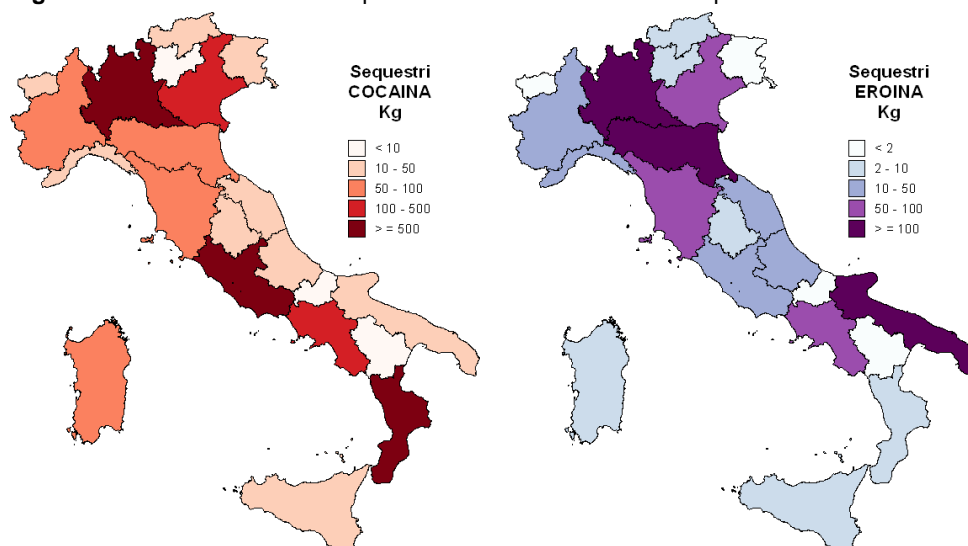 Sequestri
COCAINA
Kg
< 10
10 - 50
50 - 100
100 - 500
> = 500
Sequestri
EROINA
Kg
< 2
2 - 10
10 - 50
50 - 100
> = 100